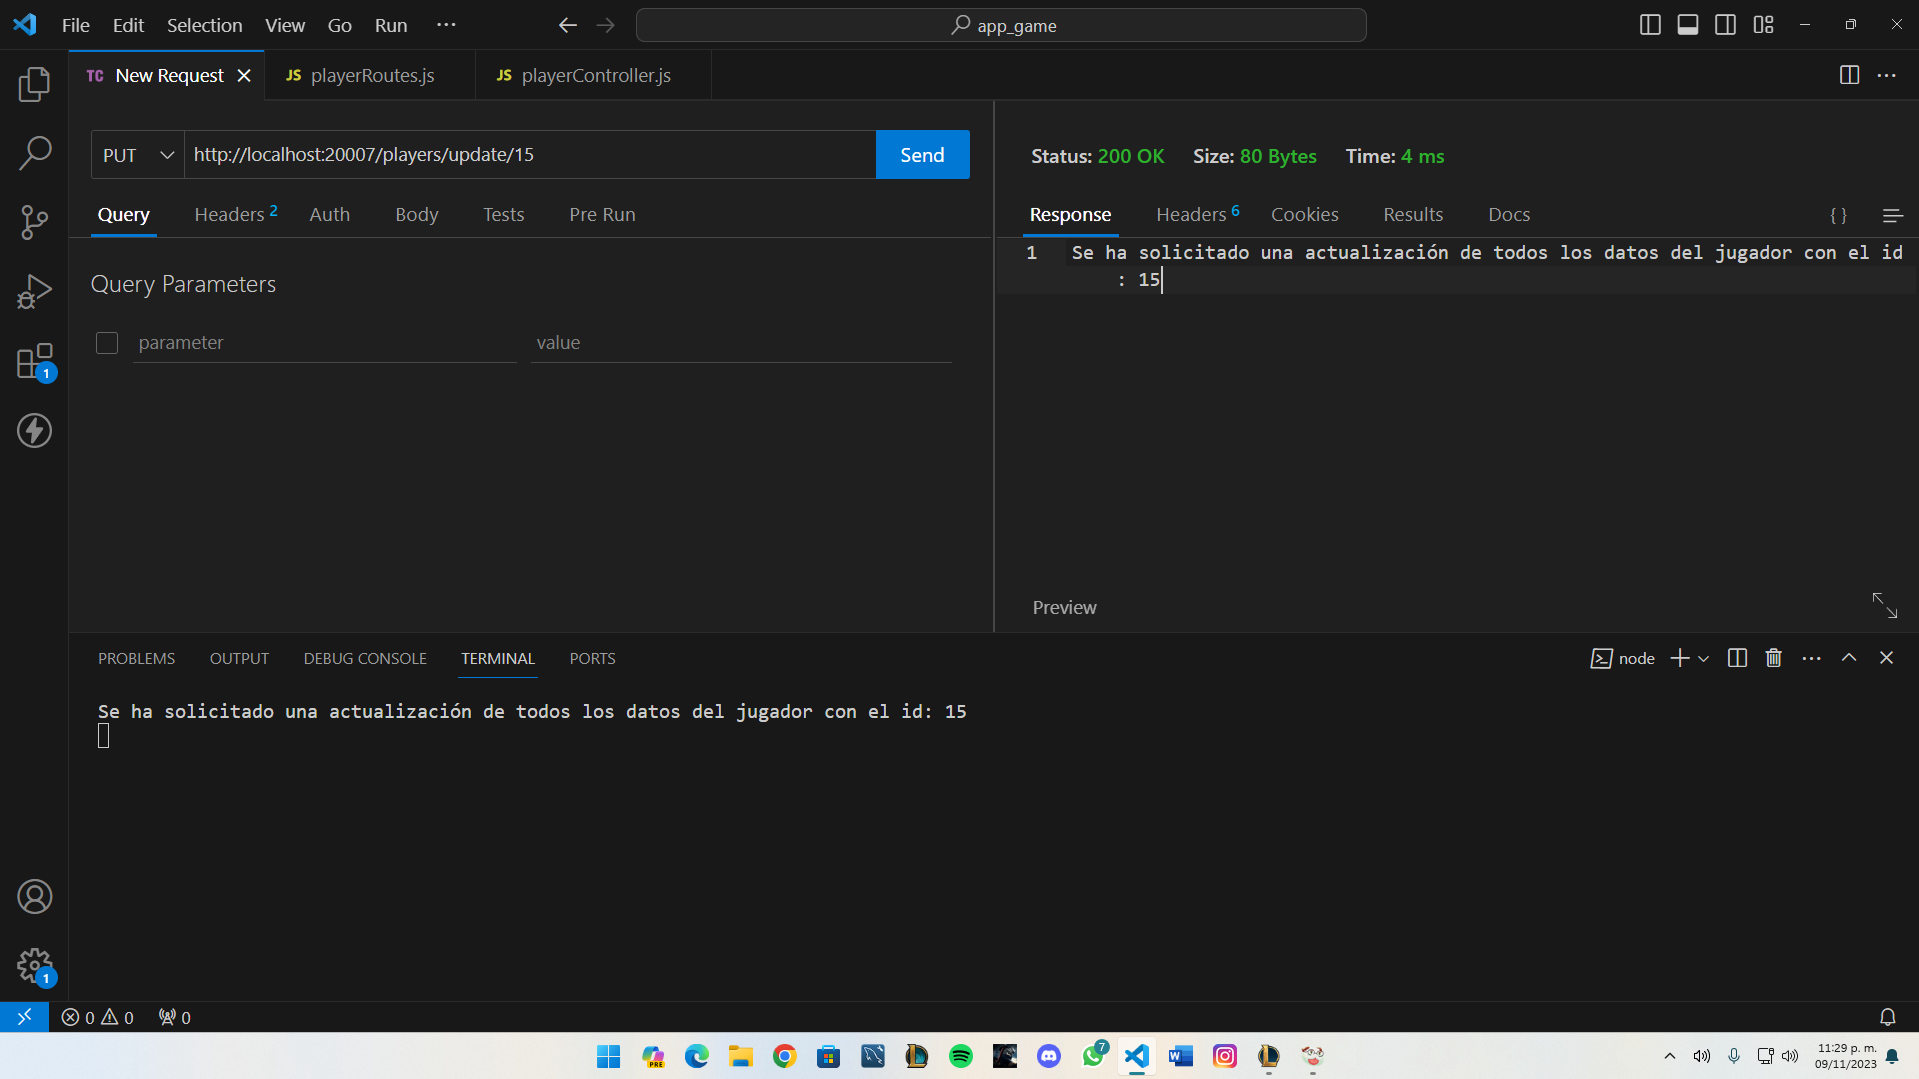 File Edit Selection View Go Run ··· app_game
TC New Request JS playerRoutes.js JS playerController.js
PUT http://localhost:20007/players/update/15 Send
Status: 200 OK Size: 80 Bytes Time: 4 ms
Query Headers 2 Auth Body Tests Pre Run
Response Headers 6 Cookies Results Docs { }
Query Parameters
parameter value
1 Se ha solicitado una actualización de todos los datos del jugador con el id
: 15
1
Preview
PROBLEMS OUTPUT DEBUG CONSOLE TERMINAL PORTS node
Se ha solicitado una actualización de todos los datos del jugador con el id: 15
1
0 0 0
PRE 7
11:29 p. m.
09/11/2023